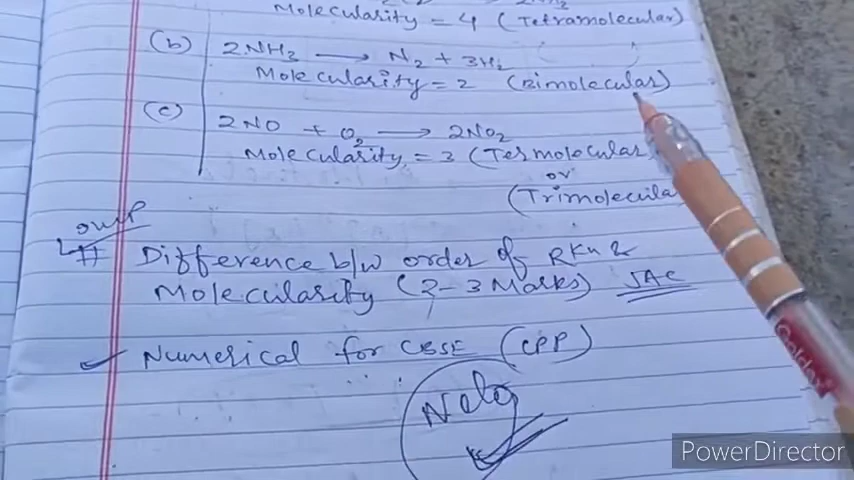 Molecularity = 4 (Tetramolecular)
(b) 2NH₃ ⟶ N₂ + 3H₂
Molecularity = 2 (Bimolecular)
(c) 2NO + O₂ ⟶ 2NO₂
Molecularity = 3 (Termolecular
or
(Trimolecula
# Difference b/w order of RXn &
Molecularity (2-3 Marks) JAC
✓ Numerical for CBSE (CPP)
Goldex
PowerDirector